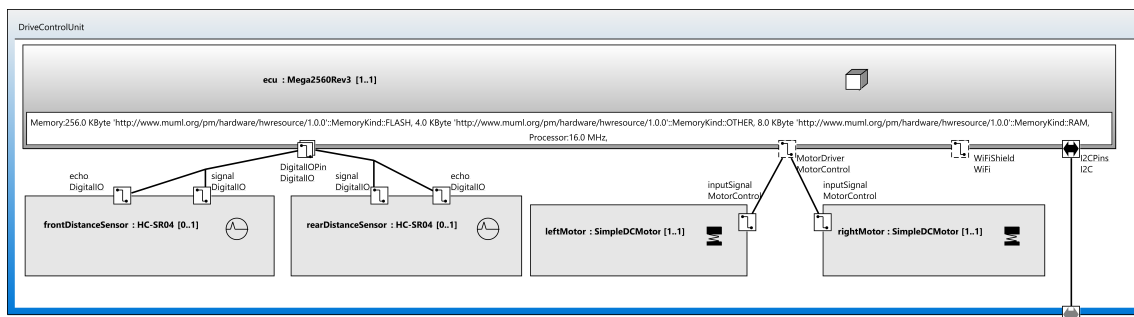 DriveControlUnit
ecu : Mega2560Rev3 [1..1]
Memory:256.0 KByte 'http://www.muml.org/pm/hardware/hwresource/1.0.0'::MemoryKind::FLASH, 4.0 KByte 'http://www.muml.org/pm/hardware/hwresource/1.0.0'::MemoryKind::OTHER, 8.0 KByte 'http://www.muml.org/pm/hardware/hwresource/1.0.0'::MemoryKind::RAM,
Processor:16.0 MHz,
echo
DigitalIO
signal
DigitalIO
DigitalIOPin
DigitalIO
signal
DigitalIO
echo
DigitalIO
MotorDriver
MotorControl
WiFiShield
WiFi
I2CPins
I2C
inputSignal
MotorControl
inputSignal
MotorControl
frontDistanceSensor : HC-SR04 [0..1]
rearDistanceSensor : HC-SR04 [0..1]
leftMotor : SimpleDCMotor [1..1]
rightMotor : SimpleDCMotor [1..1]